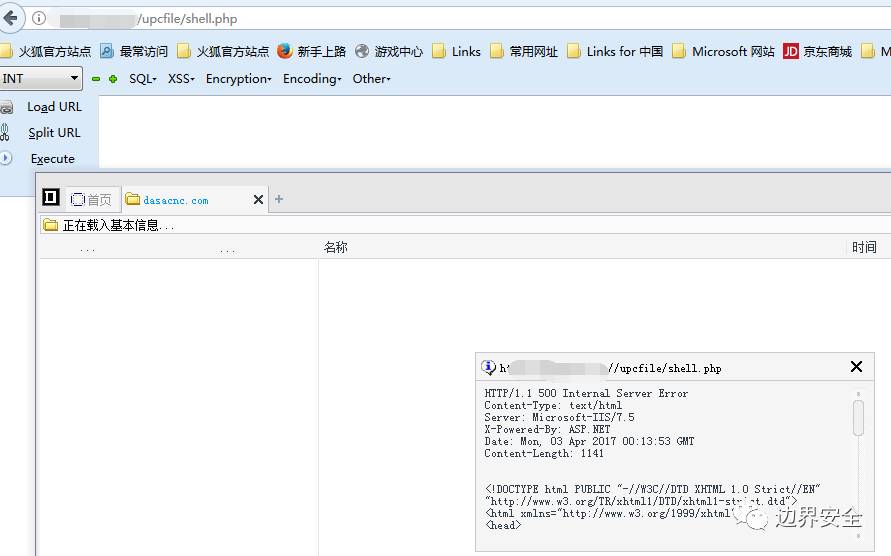 /upcfile/shell.php
火狐官方站点 最常访问 火狐官方站点 新手上路 游戏中心 Links 常用网址 Links for 中国 Microsoft 网站 JD 京东商城 M
INT SQL- XSS- Encryption- Encoding- Other-
Load URL
Split URL
Execute
首页 dasacnc.com
正在载入基本信息...
... ... 名称 时间
//upcfile/shell.php
HTTP/1.1 500 Internal Server Error
Content-Type: text/html
Server: Microsoft-IIS/7.5
X-Powered-By: ASP.NET
Date: Mon, 03 Apr 2017 00:13:53 GMT
Content-Length: 1141
<!DOCTYPE html PUBLIC "-//W3C//DTD XHTML 1.0 Strict//EN"
"http://www.w3.org/TR/xhtml1/DTD/xhtml1-strict.dtd">
<html xmlns="http://www.w3.org/1999/xhtml">
<head>
边界安全